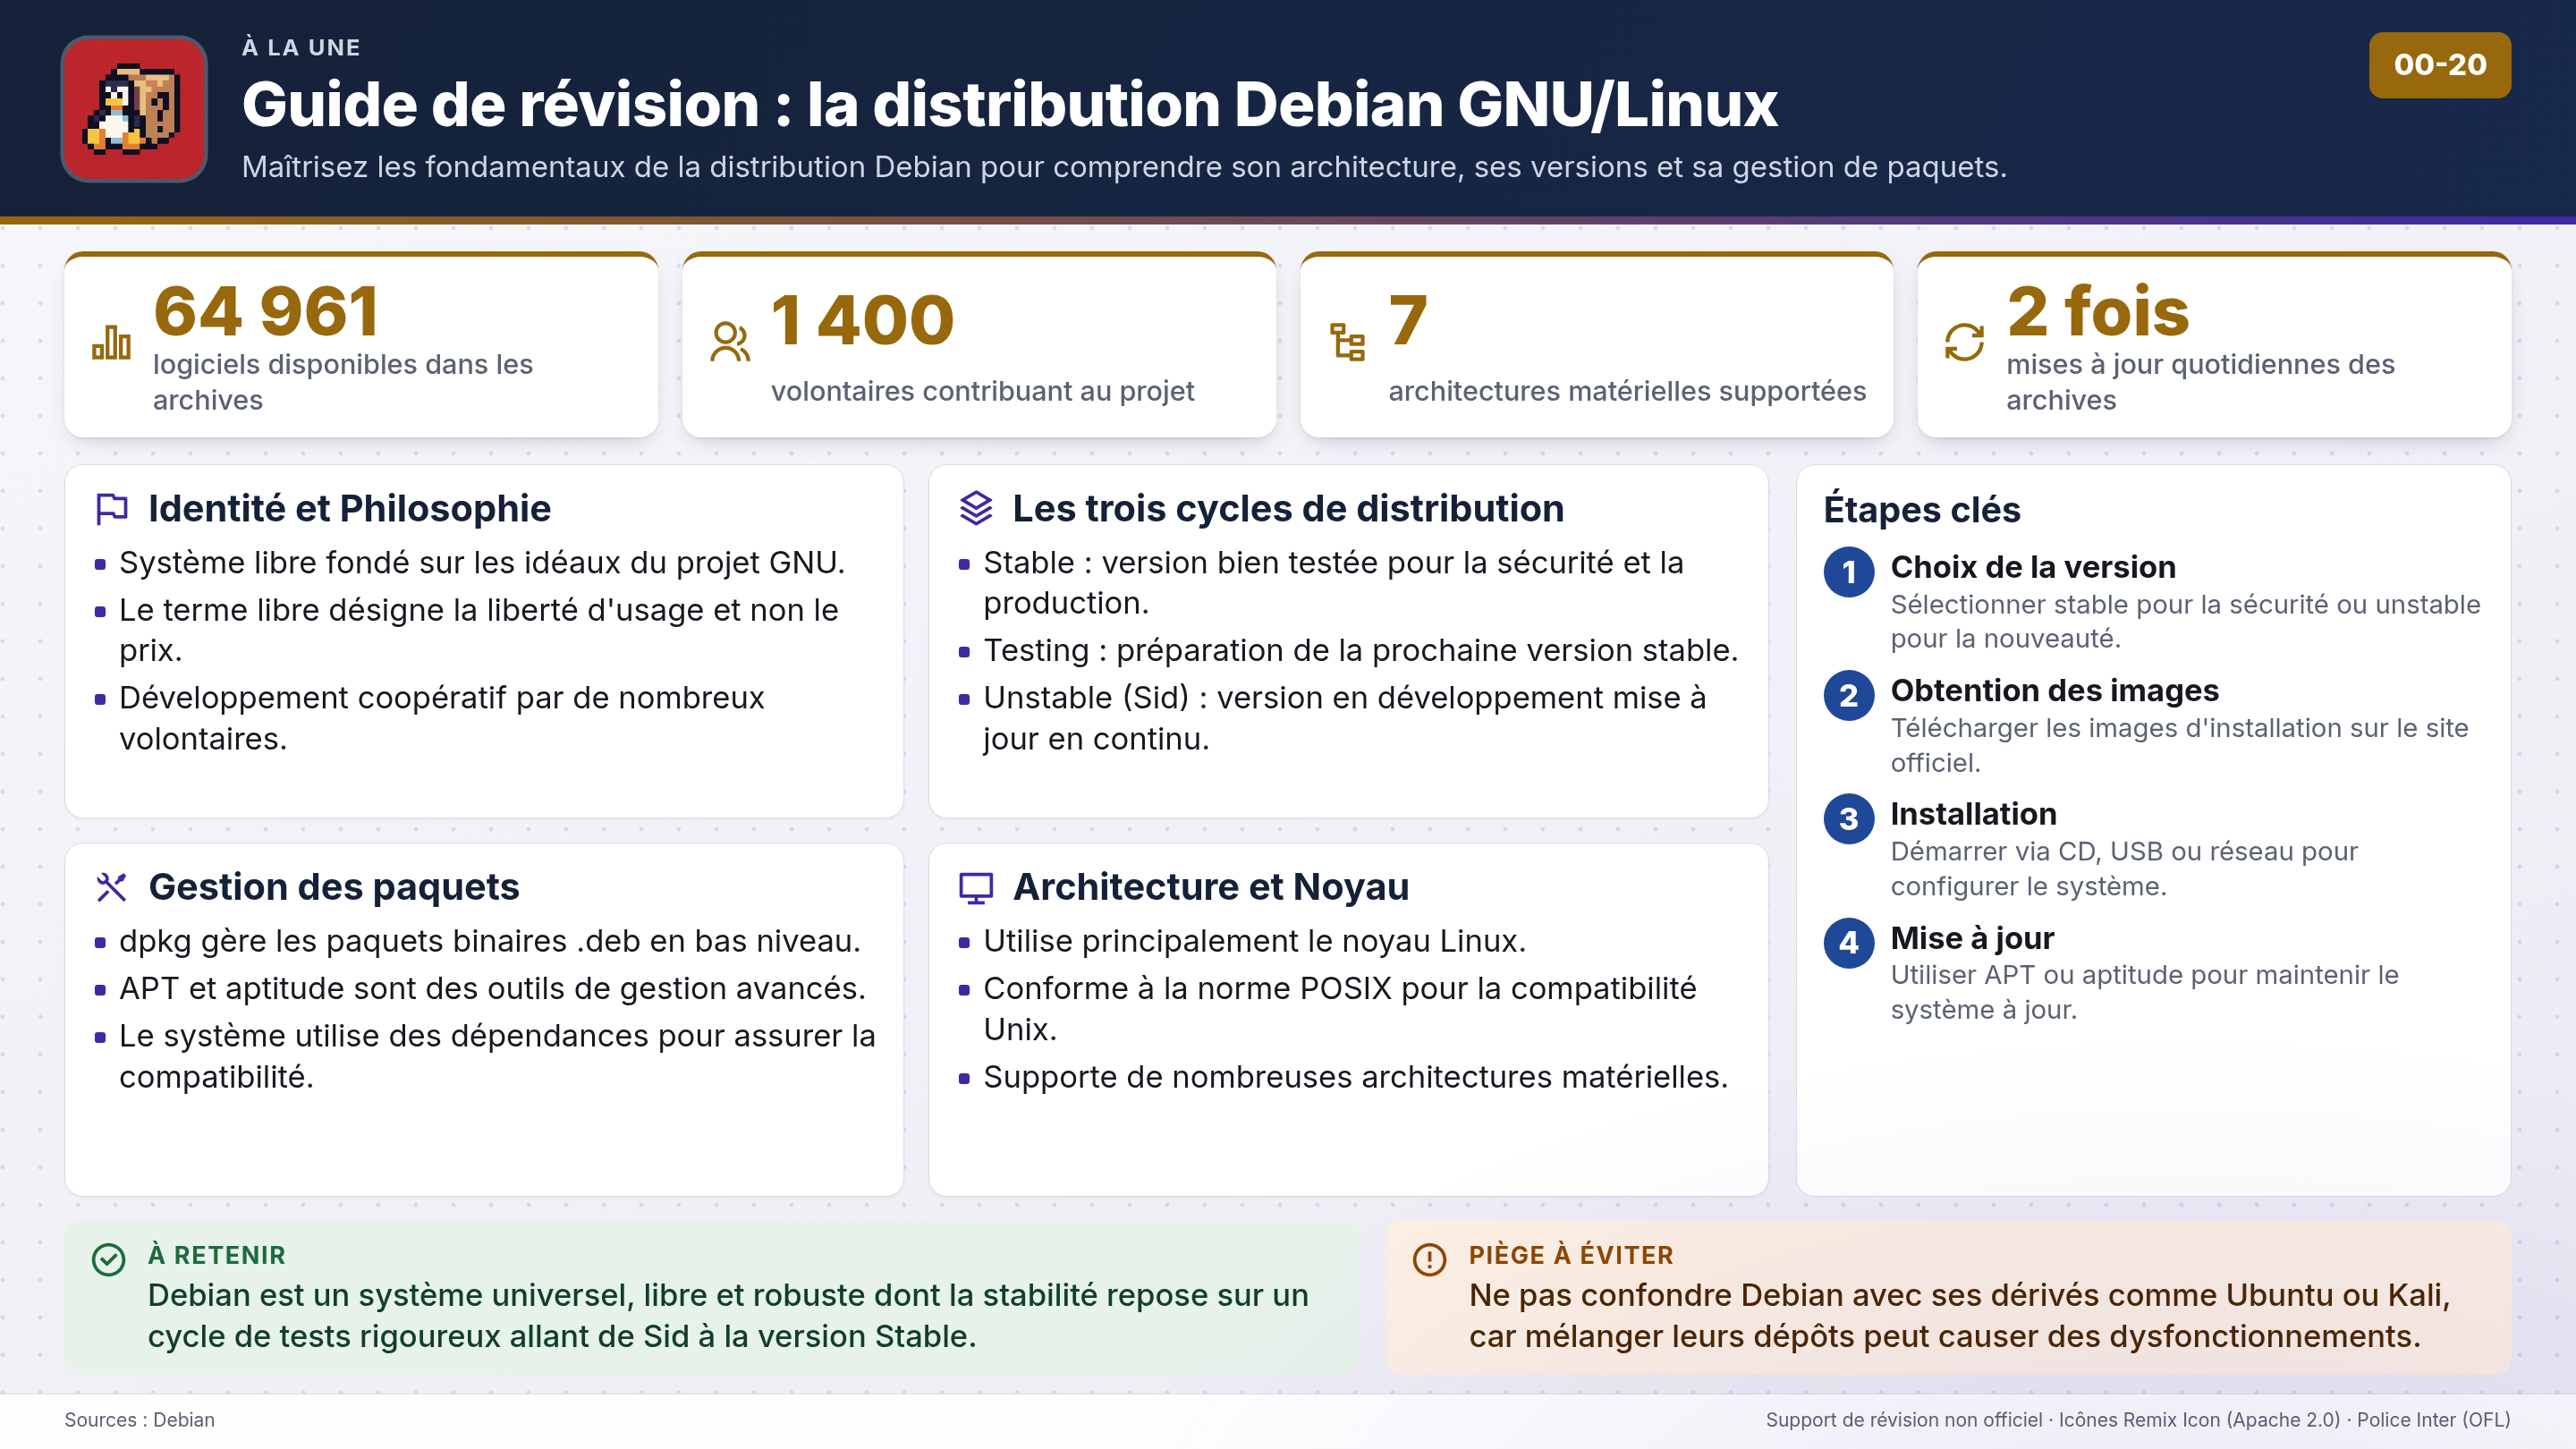 À LA UNE
Guide de révision : la distribution Debian GNU/Linux
Maîtrisez les fondamentaux de la distribution Debian pour comprendre son architecture, ses versions et sa gestion de paquets.
00-20
64 961
logiciels disponibles dans les
archives
1 400
volontaires contribuant au projet
7
architectures matérielles supportées
2 fois
mises à jour quotidiennes des
archives
Identité et Philosophie
Système libre fondé sur les idéaux du projet GNU.
Le terme libre désigne la liberté d'usage et non le
prix.
Développement coopératif par de nombreux
volontaires.
Les trois cycles de distribution
Stable : version bien testée pour la sécurité et la
production.
Testing : préparation de la prochaine version stable.
Unstable (Sid) : version en développement mise à
jour en continu.
Gestion des paquets
dpkg gère les paquets binaires .deb en bas niveau.
APT et aptitude sont des outils de gestion avancés.
Le système utilise des dépendances pour assurer la
compatibilité.
Architecture et Noyau
Utilise principalement le noyau Linux.
Conforme à la norme POSIX pour la compatibilité
Unix.
Supporte de nombreuses architectures matérielles.
Étapes clés
1
Choix de la version
Sélectionner stable pour la sécurité ou unstable
pour la nouveauté.
2
Obtention des images
Télécharger les images d'installation sur le site
officiel.
3
Installation
Démarrer via CD, USB ou réseau pour
configurer le système.
4
Mise à jour
Utiliser APT ou aptitude pour maintenir le
système à jour.
À RETENIR
Debian est un système universel, libre et robuste dont la stabilité repose sur un
cycle de tests rigoureux allant de Sid à la version Stable.
PIÈGE À ÉVITER
Ne pas confondre Debian avec ses dérivés comme Ubuntu ou Kali,
car mélanger leurs dépôts peut causer des dysfonctionnements.
Sources : Debian
Support de révision non officiel · Icônes Remix Icon (Apache 2.0) · Police Inter (OFL)